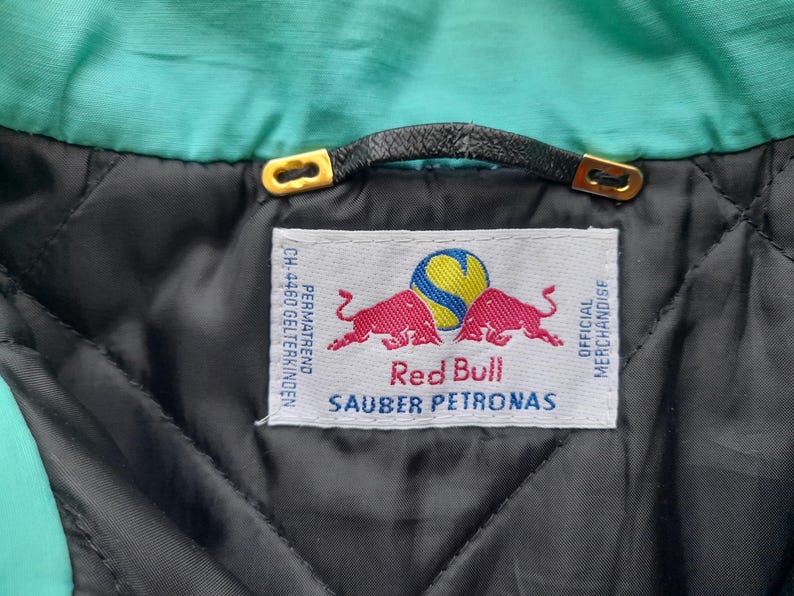 PERMATREND
CH-4460 GELTERKINDEN
S
Red Bull
SAUBER PETRONAS
OFFICIAL
MERCHANDISE